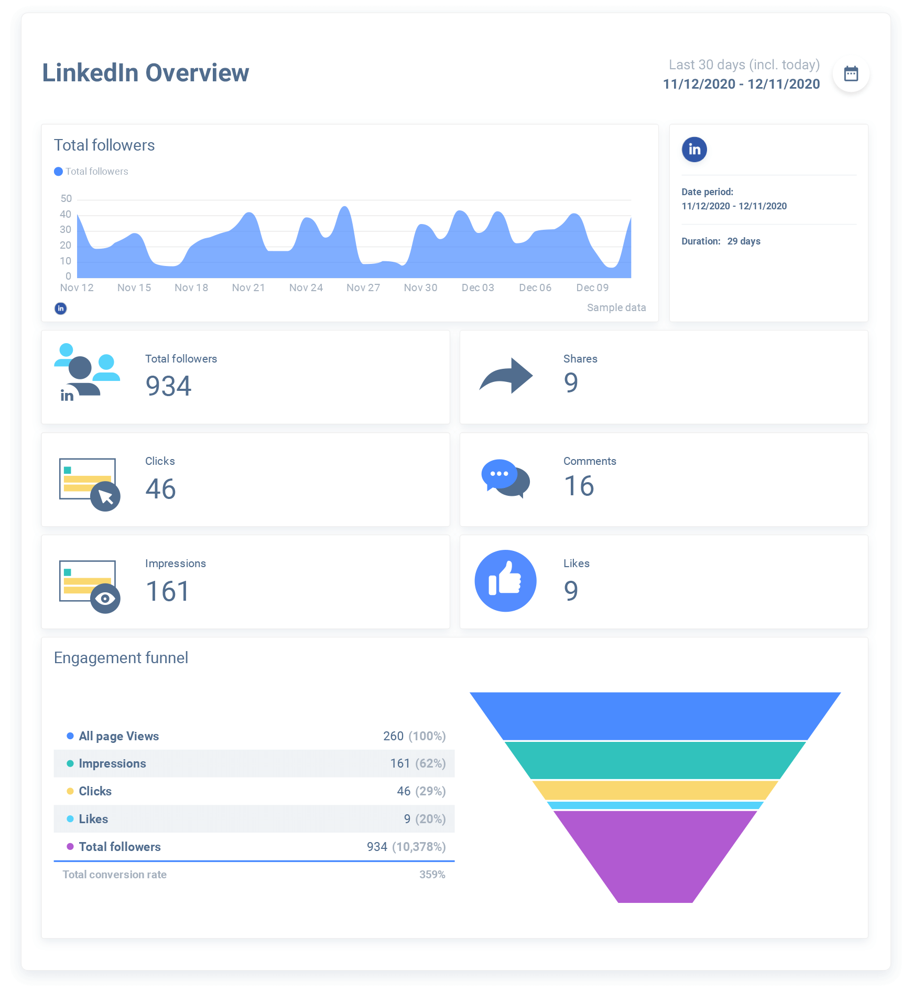 LinkedIn Overview
Last 30 days (incl. today)
11/12/2020 - 12/11/2020
Total followers
Total followers
50
40
30
20
10
0
Nov 12 Nov 15 Nov 18 Nov 21 Nov 24 Nov 27 Nov 30 Dec 03 Dec 06 Dec 09
in
Sample data
in
Date period:
11/12/2020 - 12/11/2020
Duration: 29 days
in
Total followers
934
Shares
9
Clicks
46
Comments
16
Impressions
161
Likes
9
Engagement funnel
All page Views 260 (100%)
Impressions 161 (62%)
Clicks 46 (29%)
Likes 9 (20%)
Total followers 934 (10,378%)
Total conversion rate 359%